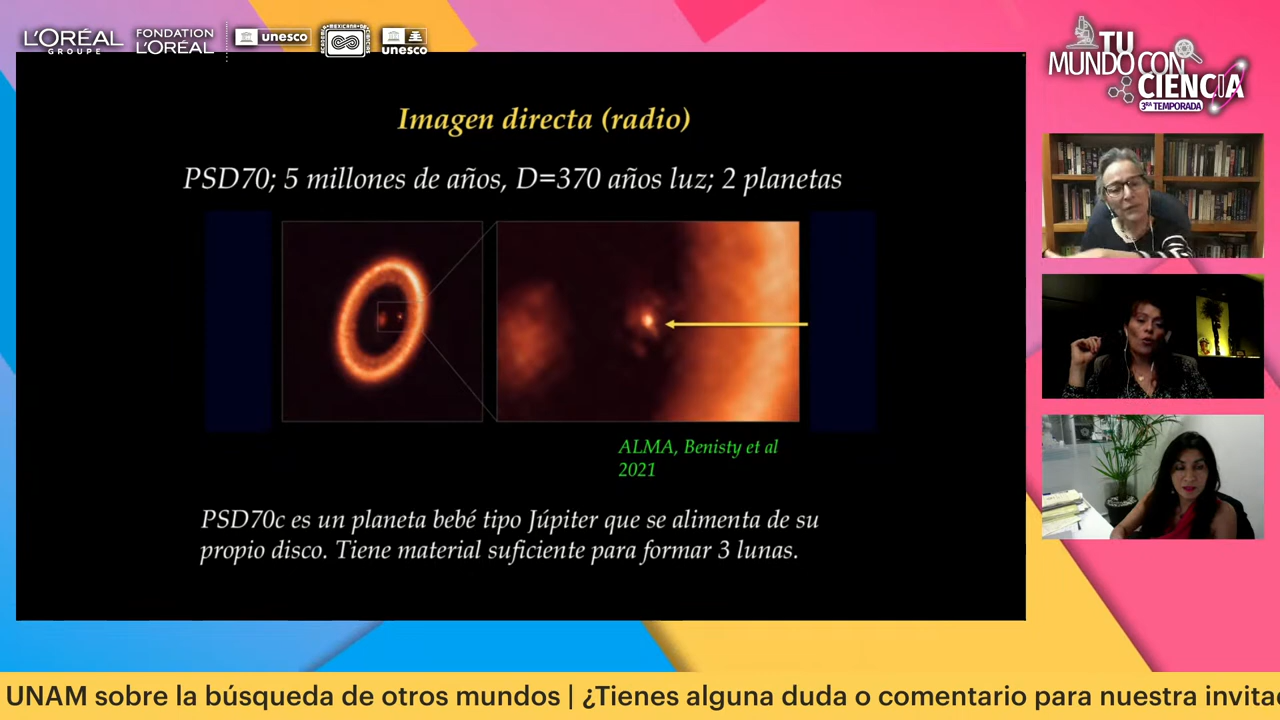 L'ORÉAL
GROUPE
FONDATION
L'ORÉAL
unesco
unesco
TU
MUNDO CON
CIENCIA
3RA TEMPORADA
Imagen directa (radio)
PSD70; 5 millones de años, D=370 años luz; 2 planetas
ALMA, Benisty et al
2021
PSD70c es un planeta bebé tipo Júpiter que se alimenta de su
propio disco. Tiene material suficiente para formar 3 lunas.
UNAM sobre la búsqueda de otros mundos | ¿Tienes alguna duda o comentario para nuestra invitad